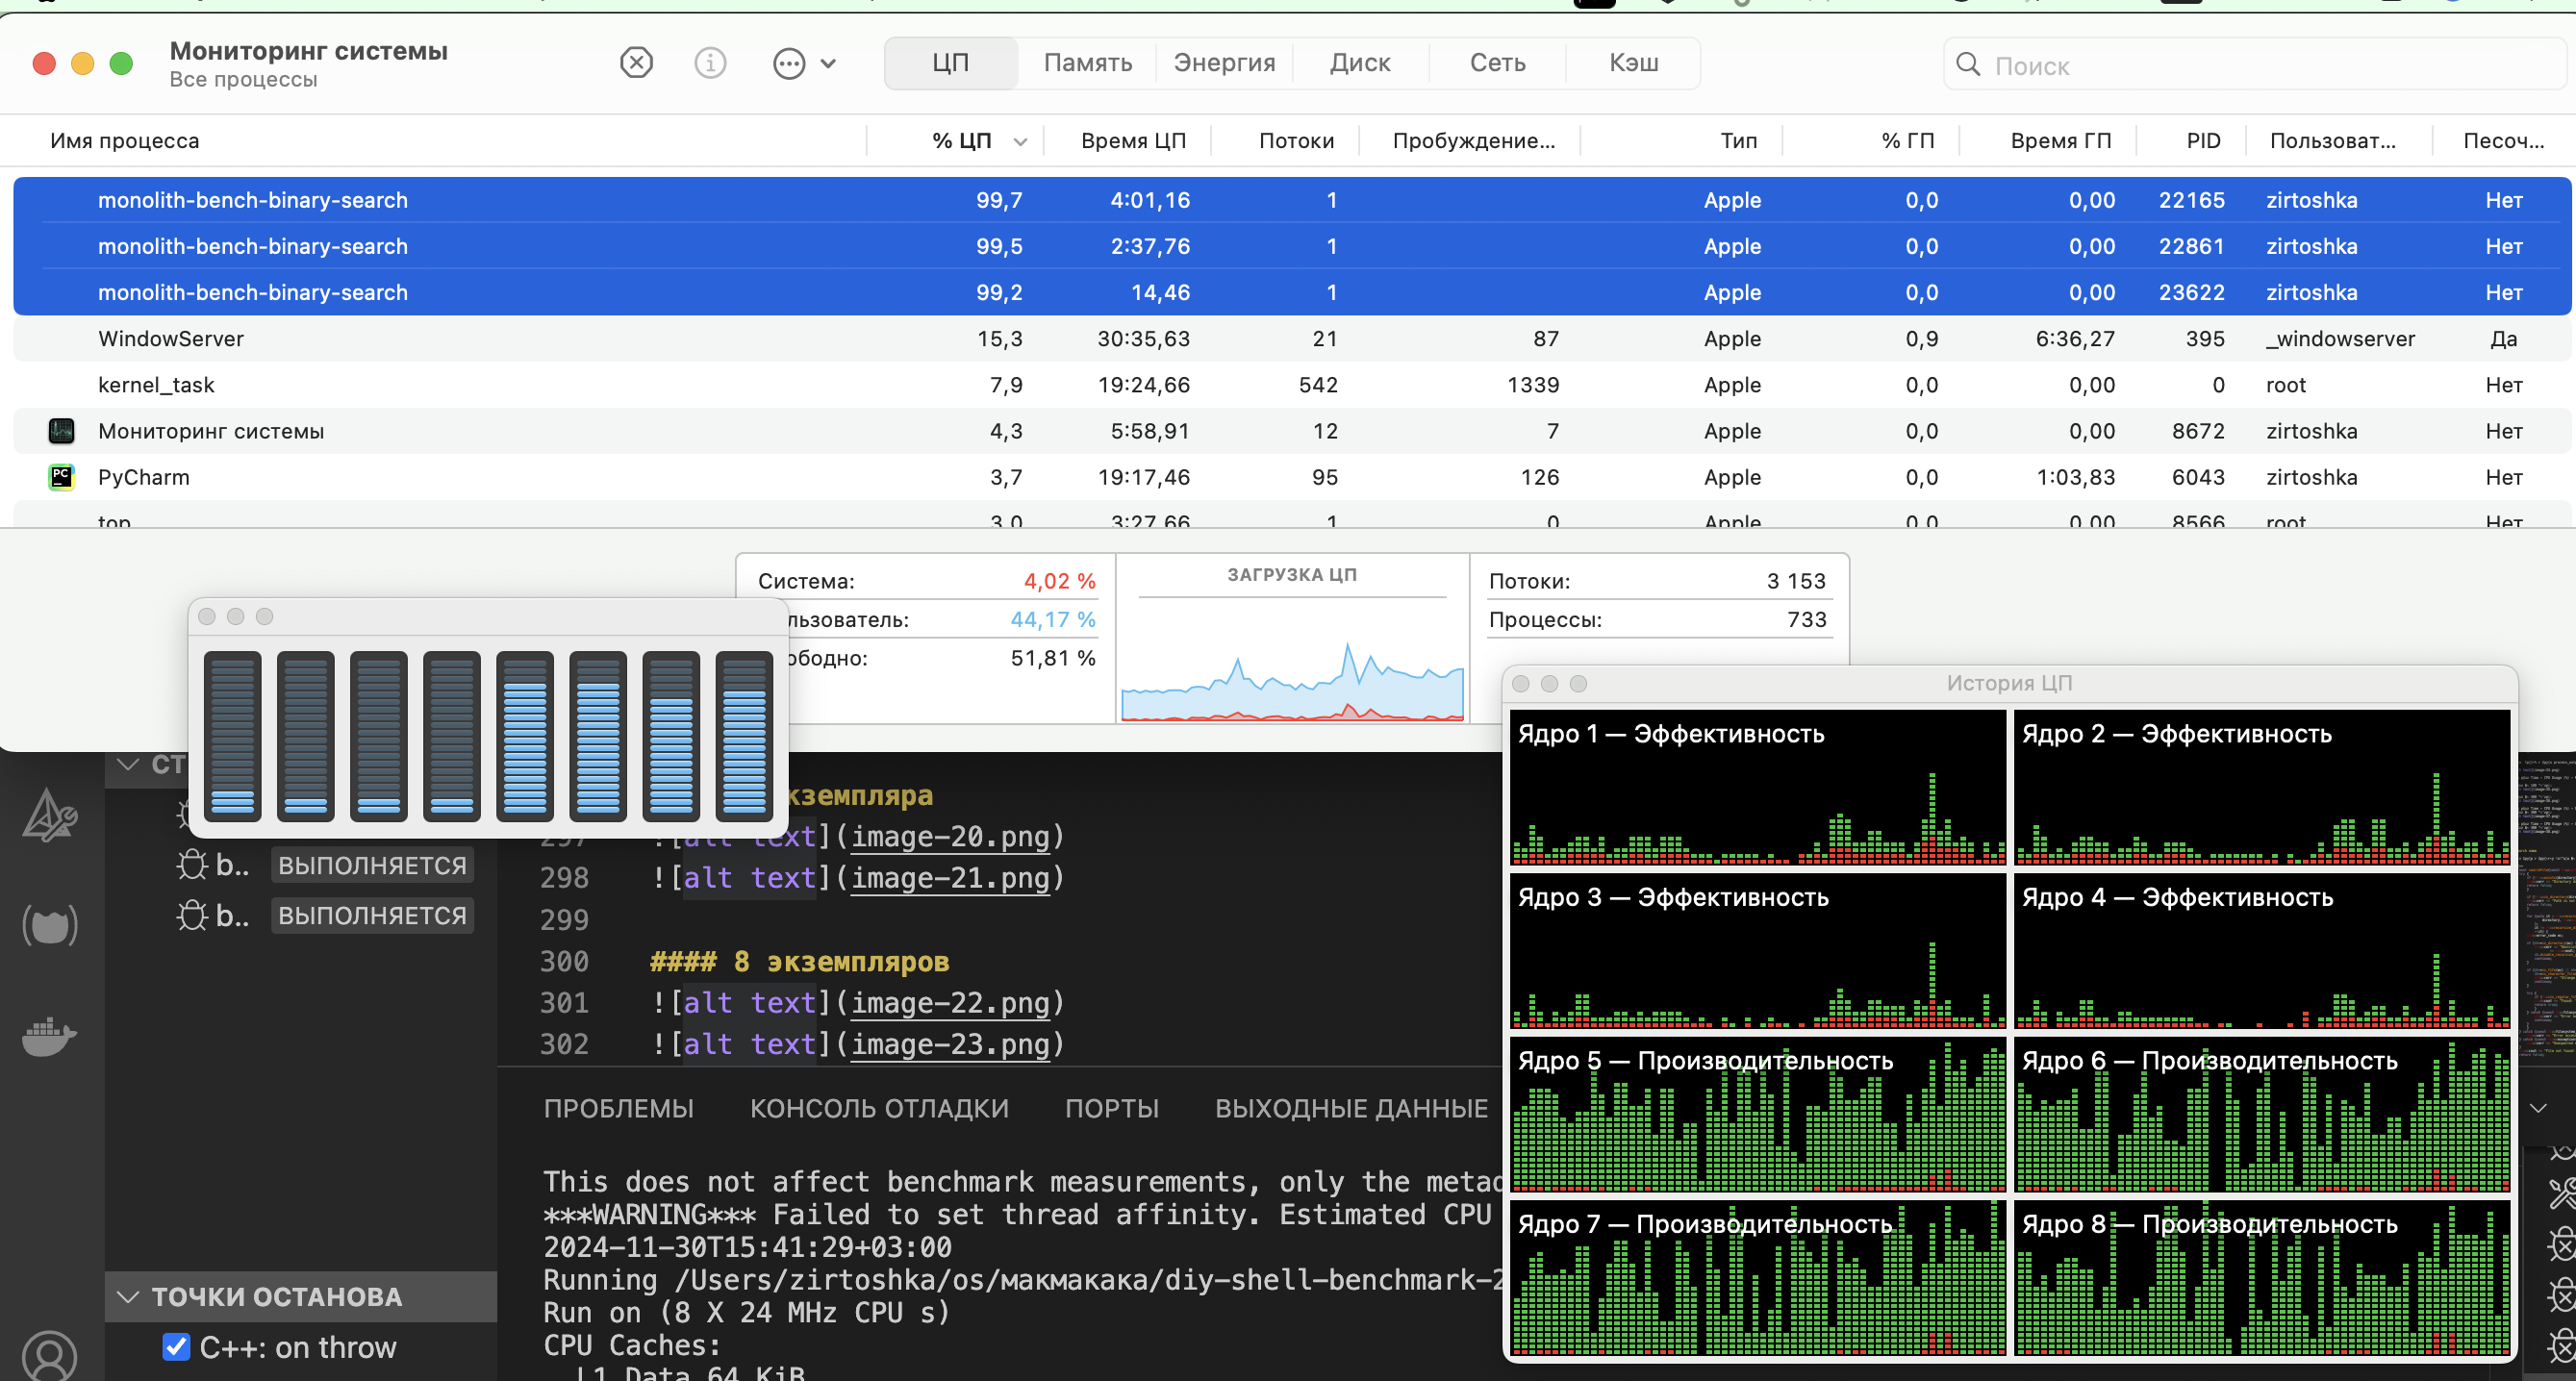 Мониторинг системы
Все процессы
ЦП Память Энергия Диск Сеть Кэш
Поиск
Имя процесса % ЦП Время ЦП Потоки Пробуждение... Тип % ГП Время ГП PID Пользоват... Песоч...
monolith-bench-binary-search 99,7 4:01,16 1 Apple 0,0 0,00 22165 zirtoshka Нет
monolith-bench-binary-search 99,5 2:37,76 1 Apple 0,0 0,00 22861 zirtoshka Нет
monolith-bench-binary-search 99,2 14,46 1 Apple 0,0 0,00 23622 zirtoshka Нет
WindowServer 15,3 30:35,63 21 87 Apple 0,9 6:36,27 395 _windowserver Да
kernel_task 7,9 19:24,66 542 1339 Apple 0,0 0,00 0 root Нет
Мониторинг системы 4,3 5:58,91 12 7 Apple 0,0 0,00 8672 zirtoshka Нет
PC PyCharm 3,7 19:17,46 95 126 Apple 0,0 1:03,83 6043 zirtoshka Нет
top 3,0 3:27,66 1 0 Apple 0,0 0,00 8566 root Нет
Система: 4,02 %
льзователь: 44,17 %
ободно: 51,81 %
ЗАГРУЗКА ЦП
Потоки: 3 153
Процессы: 733
История ЦП
Ядро 1 — Эффективность
Ядро 2 — Эффективность
Ядро 3 — Эффективность
Ядро 4 — Эффективность
Ядро 5 — Производительность
Ядро 6 — Производительность
Ядро 7 — Производительность
Ядро 8 — Производительность
СТ
b.. ВЫПОЛНЯЕТСЯ
b.. ВЫПОЛНЯЕТСЯ
ТОЧКИ ОСТАНОВА
C++: on throw
кземпляра
297 ![alt text](image-20.png)
298 ![alt text](image-21.png)
299
300 #### 8 экземпляров
301 ![alt text](image-22.png)
302 ![alt text](image-23.png)
ПРОБЛЕМЫ КОНСОЛЬ ОТЛАДКИ ПОРТЫ ВЫХОДНЫЕ ДАННЫЕ
This does not affect benchmark measurements, only the metad
***WARNING*** Failed to set thread affinity. Estimated CPU
2024-11-30T15:41:29+03:00
Running /Users/zirtoshka/os/макмакака/diy-shell-benchmark-2
Run on (8 X 24 MHz CPU s)
CPU Caches:
L1 Data 64 KiB